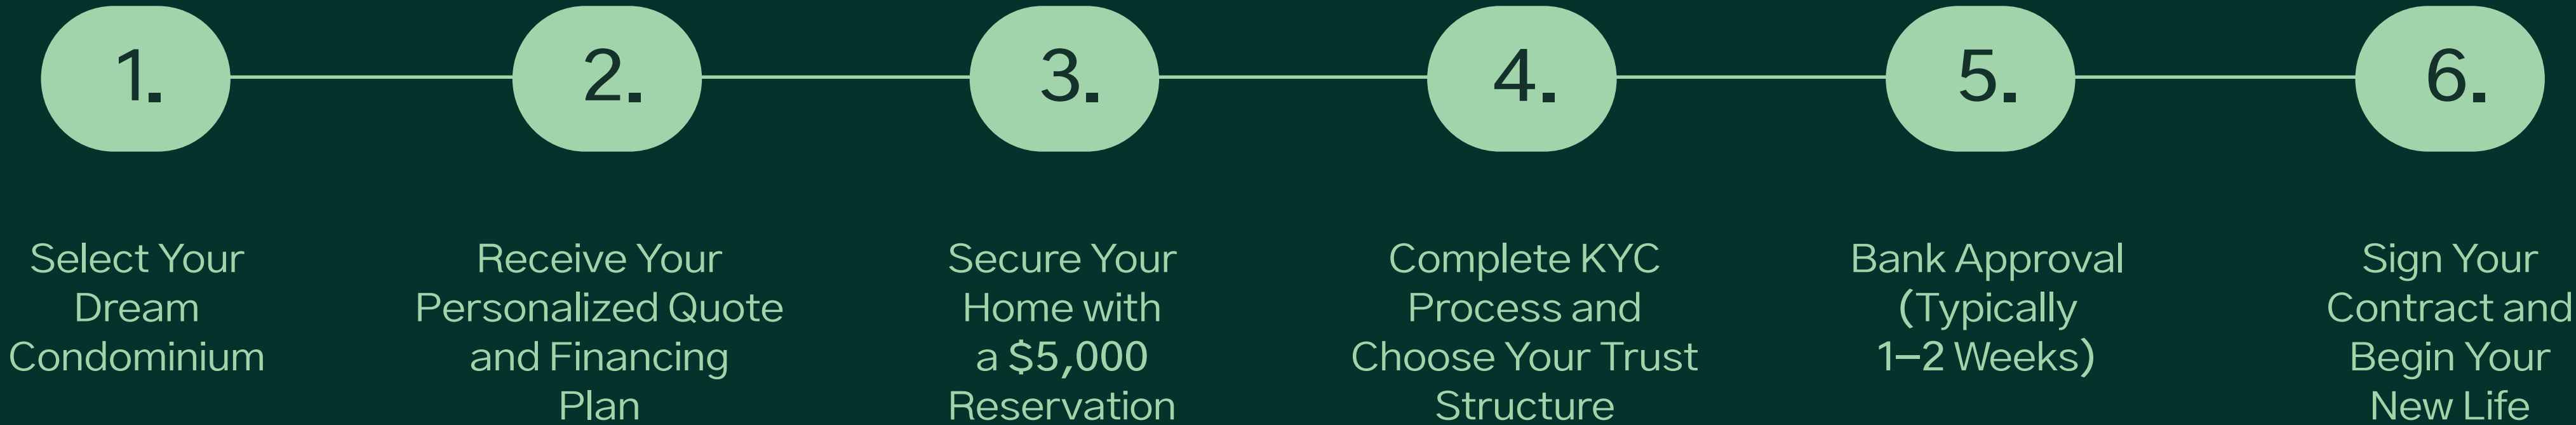 1.
Select Your
Dream
Condominium
2.
Receive Your
Personalized Quote
and Financing
Plan
3.
Secure Your
Home with
a $5,000
Reservation
4.
Complete KYC
Process and
Choose Your Trust
Structure
5.
Bank Approval
(Typically
1–2 Weeks)
6.
Sign Your
Contract and
Begin Your
New Life